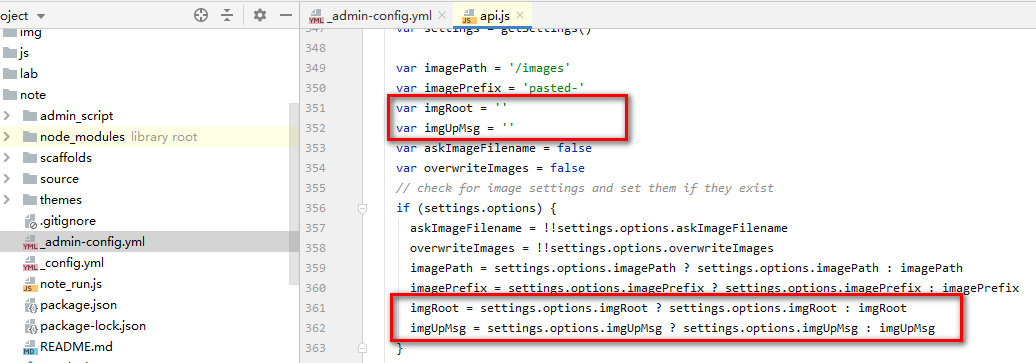 oject
_admin-config.yml
api.js
img
js
lab
note
admin_script
node_modules library root
scaffolds
source
themes
.gitignore
_admin-config.yml
_config.yml
note_run.js
package.json
package-lock.json
README.md
347 var settings = getSettings()
348
349 var imagePath = '/images'
350 var imagePrefix = 'pasted-'
351 var imgRoot = ''
352 var imgUpMsg = ''
353 var askImageFilename = false
354 var overwriteImages = false
355 // check for image settings and set them if they exist
356 if (settings.options) {
357 askImageFilename = !!settings.options.askImageFilename
358 overwriteImages = !!settings.options.overwriteImages
359 imagePath = settings.options.imagePath ? settings.options.imagePath : imagePath
360 imagePrefix = settings.options.imagePrefix ? settings.options.imagePrefix : imagePrefix
361 imgRoot = settings.options.imgRoot ? settings.options.imgRoot : imgRoot
362 imgUpMsg = settings.options.imgUpMsg ? settings.options.imgUpMsg : imgUpMsg
363 }